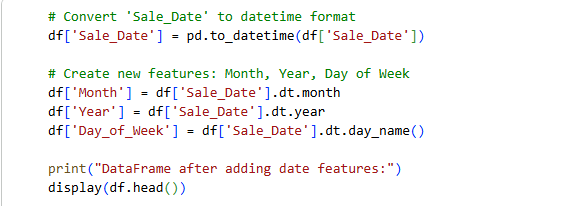 # Convert 'Sale_Date' to datetime format
df['Sale_Date'] = pd.to_datetime(df['Sale_Date'])
# Create new features: Month, Year, Day of Week
df['Month'] = df['Sale_Date'].dt.month
df['Year'] = df['Sale_Date'].dt.year
df['Day_of_Week'] = df['Sale_Date'].dt.day_name()
print("DataFrame after adding date features:")
display(df.head())